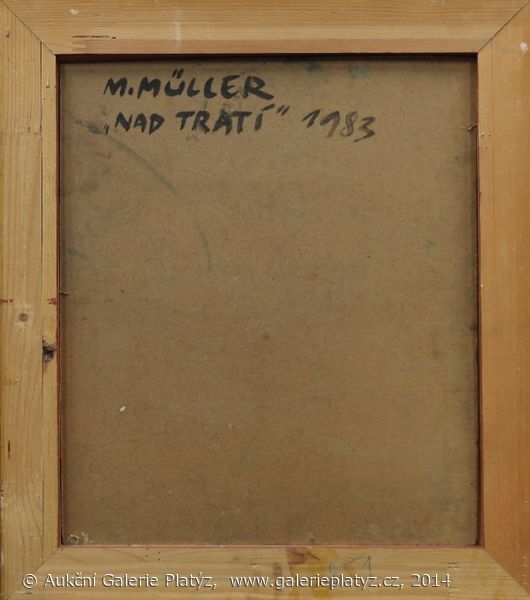 M. MÜLLER
„NAD TRATÍ" 1983
© Aukční Galerie Platýz, www.galerieplatyz.cz, 2014